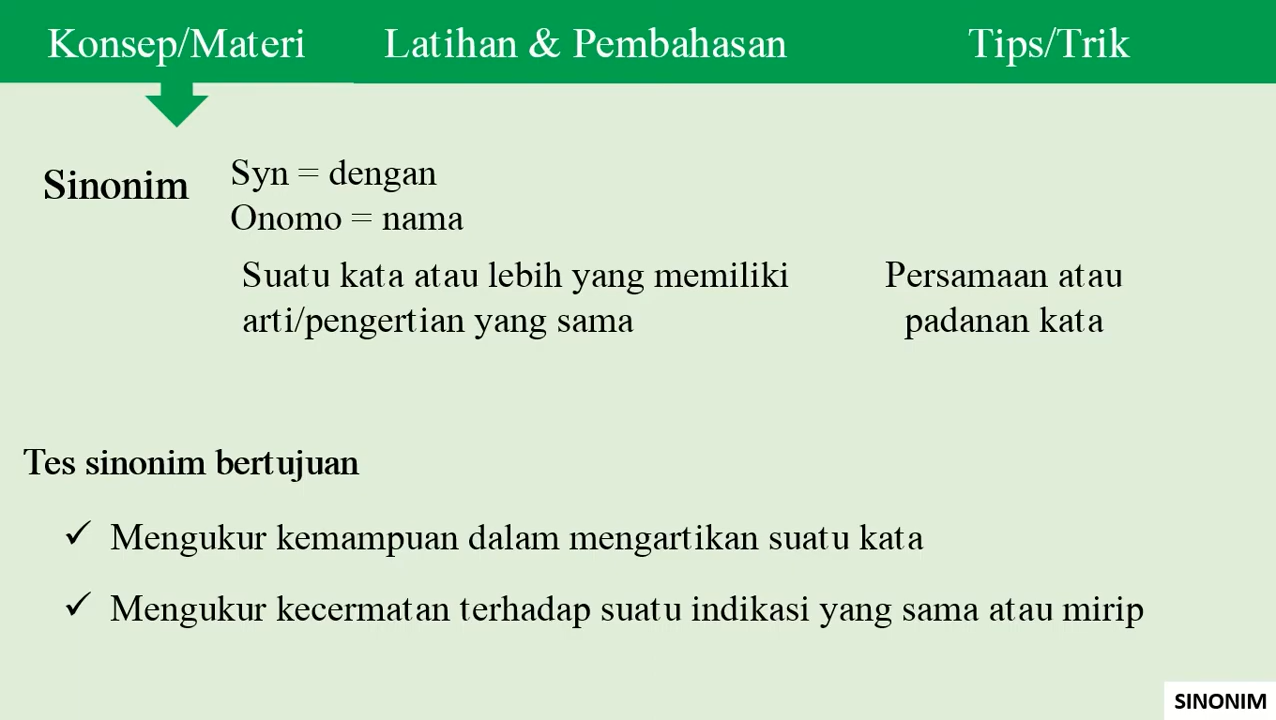 Konsep/Materi
Latihan & Pembahasan
Tips/Trik
Sinonim
Syn = dengan
Onomo = nama
Suatu kata atau lebih yang memiliki
arti/pengertian yang sama
Persamaan atau
padanan kata
Tes sinonim bertujuan
✓ Mengukur kemampuan dalam mengartikan suatu kata
✓ Mengukur kecermatan terhadap suatu indikasi yang sama atau mirip
SINONIM